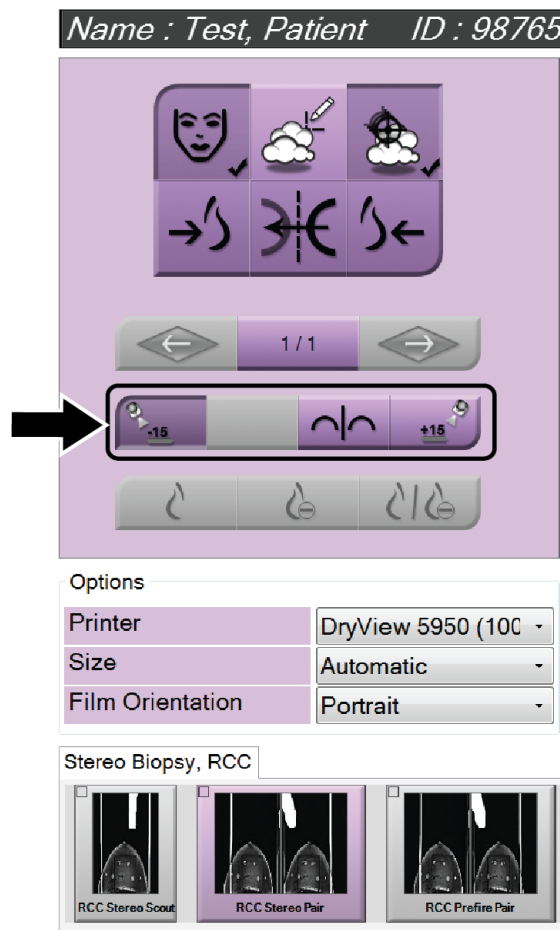 Name : Test, Patient ID : 98765
1 / 1
-15 +15
Options
Printer DryView 5950 (100
Size Automatic
Film Orientation Portrait
Stereo Biopsy, RCC
RCC Stereo Scout RCC Stereo Pair RCC Prefire Pair